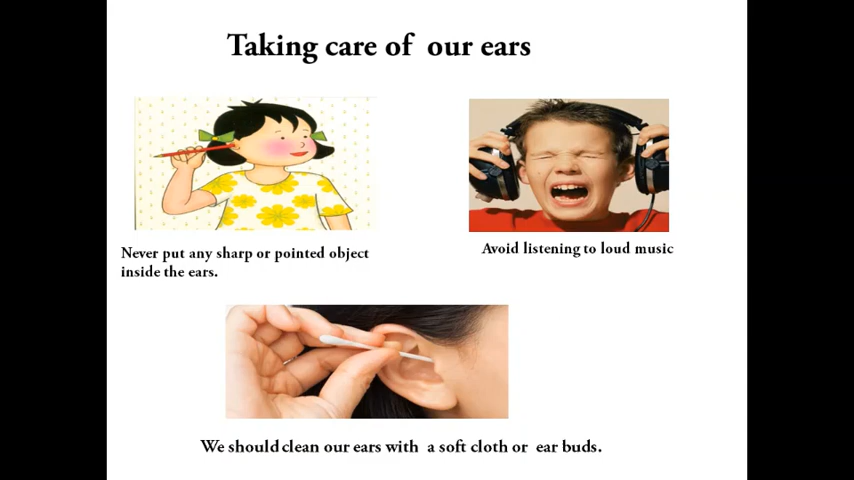 Taking care of our ears
Never put any sharp or pointed object
inside the ears.
Avoid listening to loud music
We should clean our ears with a soft cloth or ear buds.